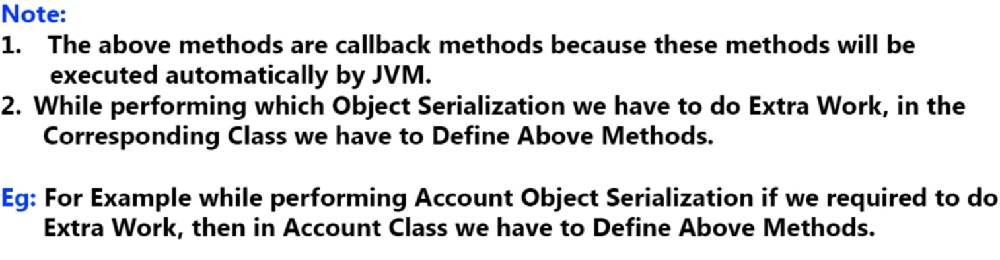 Note:
1. The above methods are callback methods because these methods will be
executed automatically by JVM.
2. While performing which Object Serialization we have to do Extra Work, in the
Corresponding Class we have to Define Above Methods.
Eg: For Example while performing Account Object Serialization if we required to do
Extra Work, then in Account Class we have to Define Above Methods.